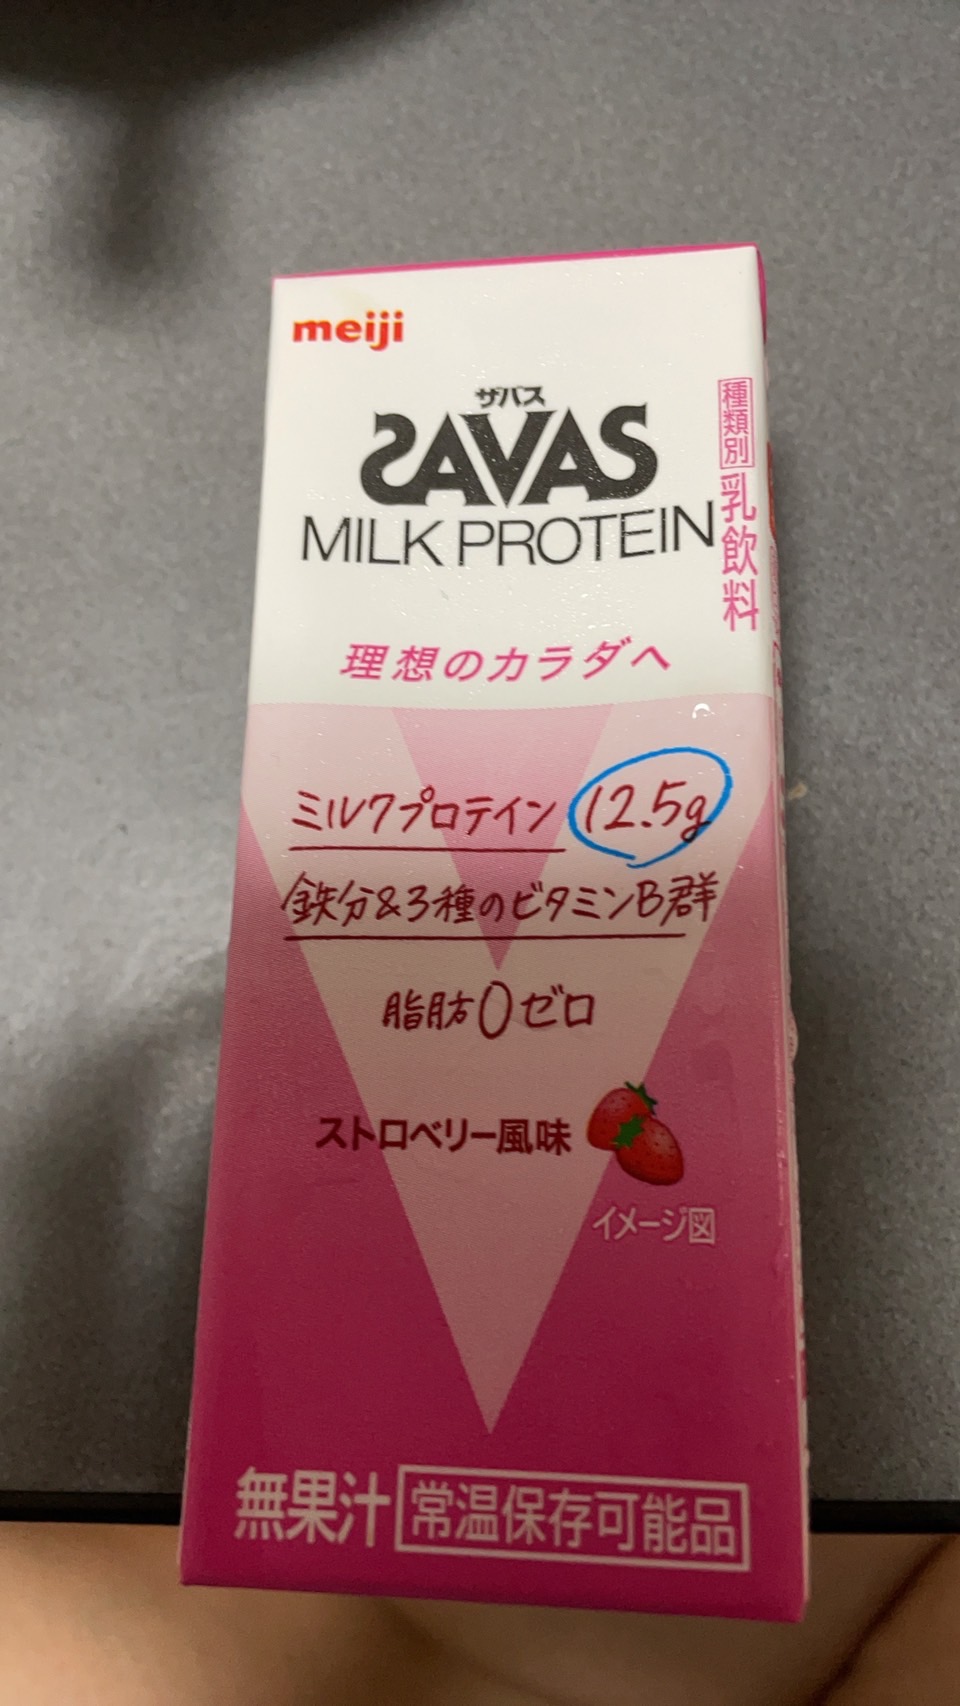 meiji
ザバス
SAVAS
MILK PROTEIN
種類別 乳飲料
理想のカラダへ
ミルクプロテイン 12.5g
鉄分&3種のビタミンB群
脂肪0ゼロ
ストロベリー風味
イメージ図
無果汁 常温保存可能品